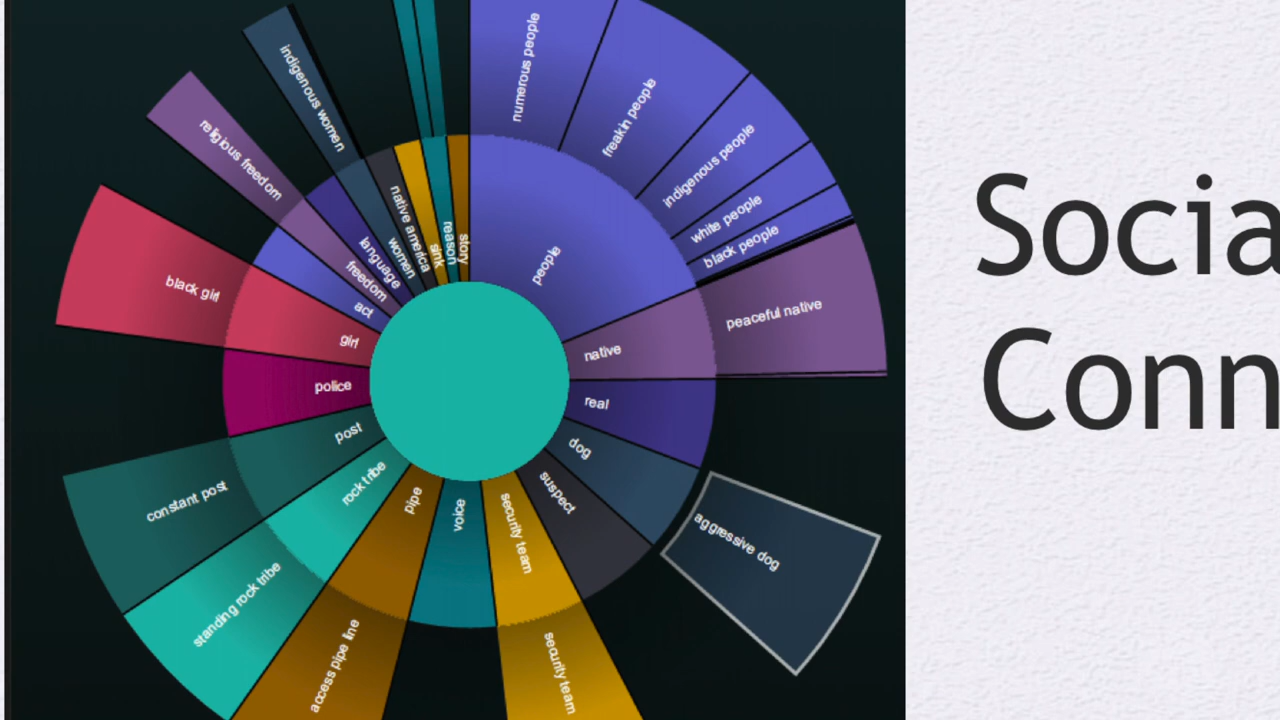 numerous people
freakin people
indigenous people
white people
black people
people
peaceful native
native
real
dog
aggressive dog
suspect
security team
security team
voice
pipe
access pipe line
rock tribe
standing rock tribe
post
constant post
police
girl
black girl
act
freedom
religious freedom
language
women
indigenous women
native america
sink
reason
story
Socia
Conn